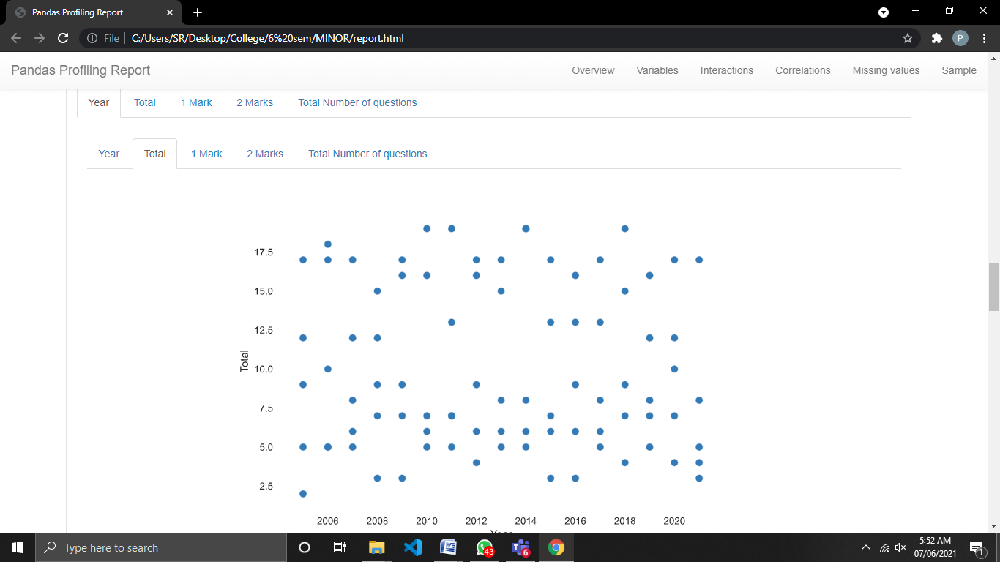 Pandas Profiling Report
File C:/Users/SR/Desktop/College/6%20sem/MINOR/report.html
P
Pandas Profiling Report Overview Variables Interactions Correlations Missing values Sample
Year Total 1 Mark 2 Marks Total Number of questions
Year Total 1 Mark 2 Marks Total Number of questions
17.5
15.0
12.5
Total
10.0
7.5
5.0
2.5
2006 2008 2010 2012 2014 2016 2018 2020
Year
Type here to search
43
6
5:52 AM
07/06/2021
1